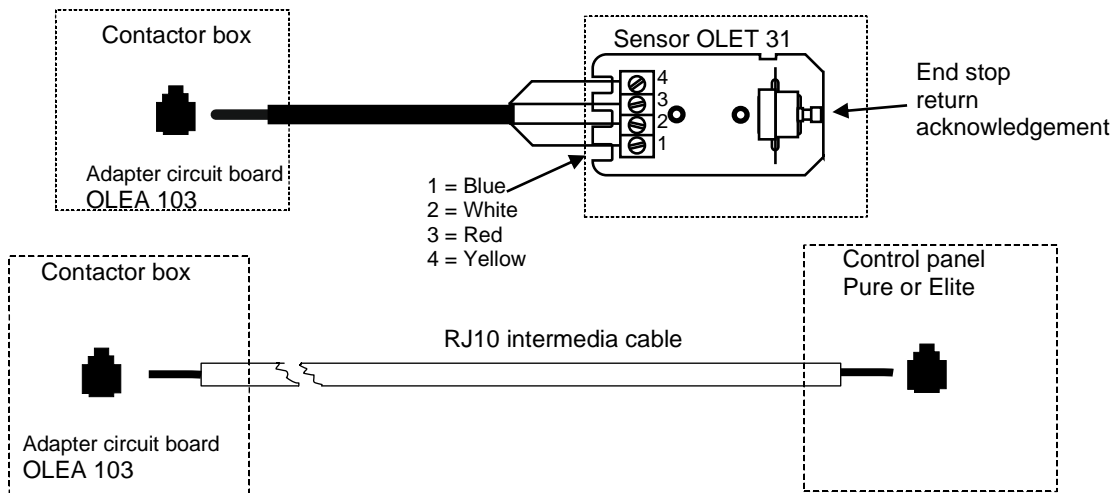 Contactor box
Adapter circuit board
OLEA 103
Sensor OLET 31
4
3
2
1
End stop
return
acknowledgement
1 = Blue
2 = White
3 = Red
4 = Yellow
Contactor box
Adapter circuit board
OLEA 103
RJ10 intermedia cable
Control panel
Pure or Elite